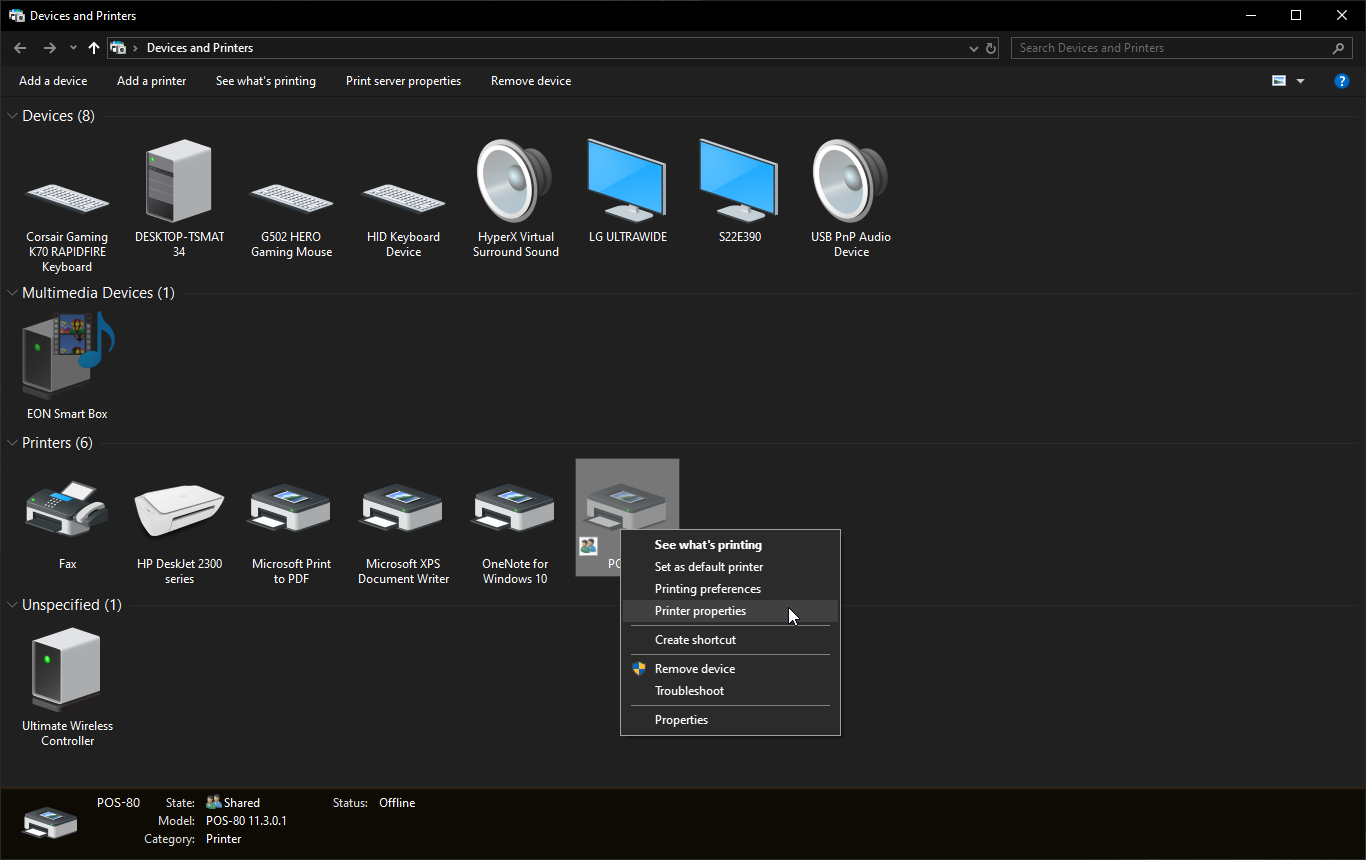 Devices and Printers
Devices and Printers
Search Devices and Printers
Add a device
Add a printer
See what's printing
Print server properties
Remove device
?
Devices (8)
Corsair Gaming
K70 RAPIDFIRE
Keyboard
DESKTOP-TSMAT
34
G502 HERO
Gaming Mouse
HID Keyboard
Device
HyperX Virtual
Surround Sound
LG ULTRAWIDE
S22E390
USB PnP Audio
Device
Multimedia Devices (1)
EON Smart Box
Printers (6)
Fax
HP DeskJet 2300
series
Microsoft Print
to PDF
Microsoft XPS
Document Writer
OneNote for
Windows 10
See what's printing
Set as default printer
Printing preferences
Printer properties
Create shortcut
Remove device
Troubleshoot
Properties
Unspecified (1)
Ultimate Wireless
Controller
POS-80 State: Shared Status: Offline
Model: POS-80 11.3.0.1
Category: Printer